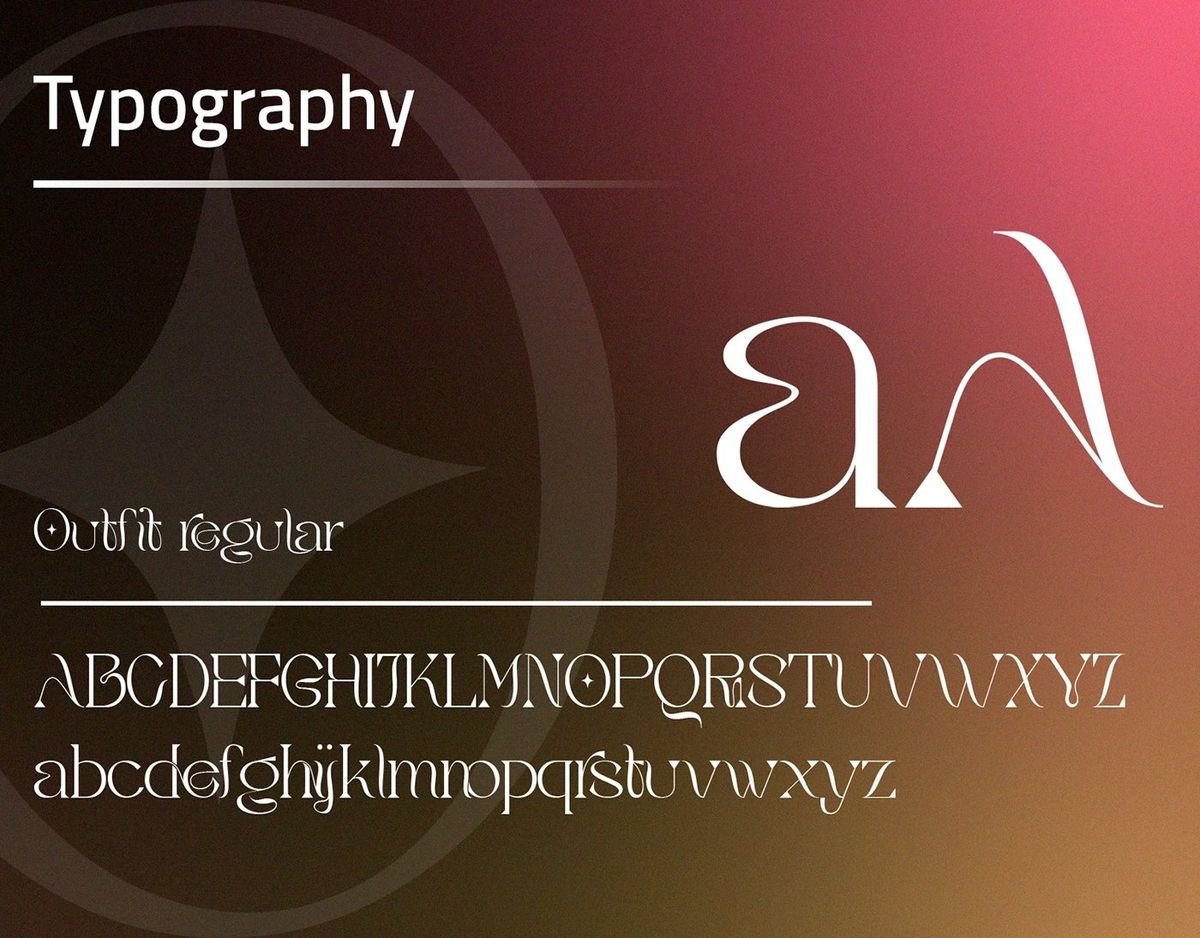 Typography
aA
Outfit regular
ABCDEFGHIJKLMNOPQRSTUVWXYZ
abcdefghijklmnopqrstuvwxyz